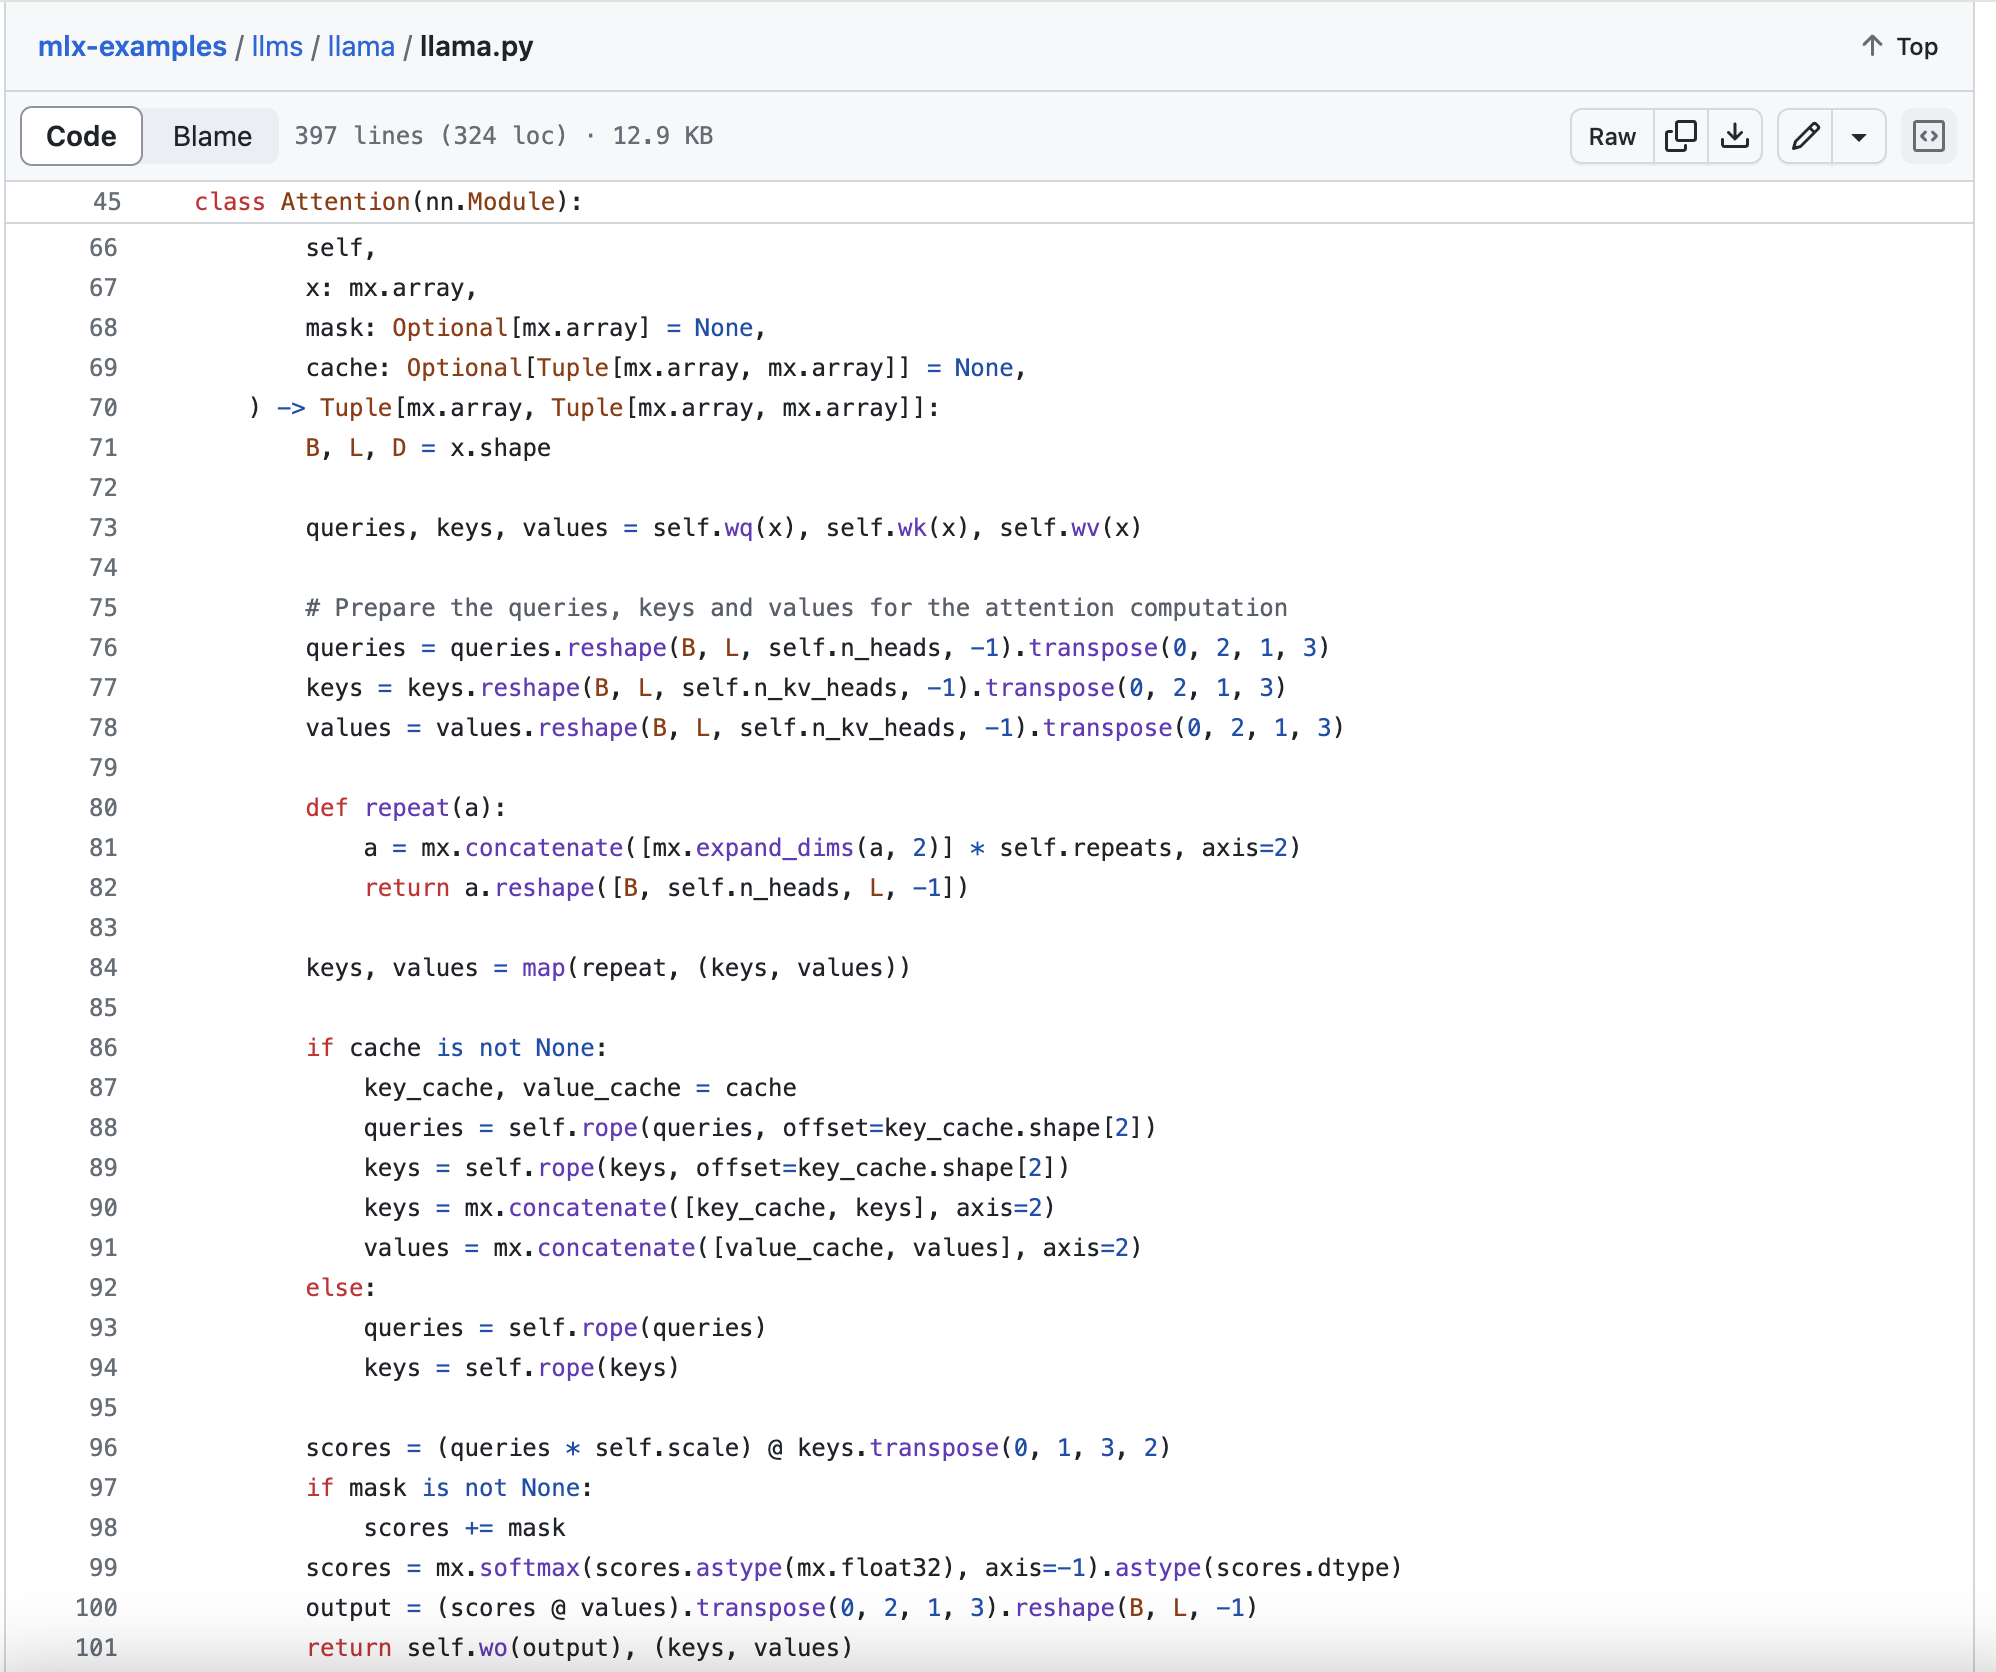 mlx-examples / llms / llama / llama.py
Top
Code Blame 397 lines (324 loc) · 12.9 KB Raw
45 class Attention(nn.Module):
66         self,
67         x: mx.array,
68         mask: Optional[mx.array] = None,
69         cache: Optional[Tuple[mx.array, mx.array]] = None,
70     ) -> Tuple[mx.array, Tuple[mx.array, mx.array]]:
71         B, L, D = x.shape
72
73         queries, keys, values = self.wq(x), self.wk(x), self.wv(x)
74
75         # Prepare the queries, keys and values for the attention computation
76         queries = queries.reshape(B, L, self.n_heads, -1).transpose(0, 2, 1, 3)
77         keys = keys.reshape(B, L, self.n_kv_heads, -1).transpose(0, 2, 1, 3)
78         values = values.reshape(B, L, self.n_kv_heads, -1).transpose(0, 2, 1, 3)
79
80         def repeat(a):
81             a = mx.concatenate([mx.expand_dims(a, 2)] * self.repeats, axis=2)
82             return a.reshape([B, self.n_heads, L, -1])
83
84         keys, values = map(repeat, (keys, values))
85
86         if cache is not None:
87             key_cache, value_cache = cache
88             queries = self.rope(queries, offset=key_cache.shape[2])
89             keys = self.rope(keys, offset=key_cache.shape[2])
90             keys = mx.concatenate([key_cache, keys], axis=2)
91             values = mx.concatenate([value_cache, values], axis=2)
92         else:
93             queries = self.rope(queries)
94             keys = self.rope(keys)
95
96         scores = (queries * self.scale) @ keys.transpose(0, 1, 3, 2)
97         if mask is not None:
98             scores += mask
99         scores = mx.softmax(scores.astype(mx.float32), axis=-1).astype(scores.dtype)
100         output = (scores @ values).transpose(0, 2, 1, 3).reshape(B, L, -1)
101         return self.wo(output), (keys, values)